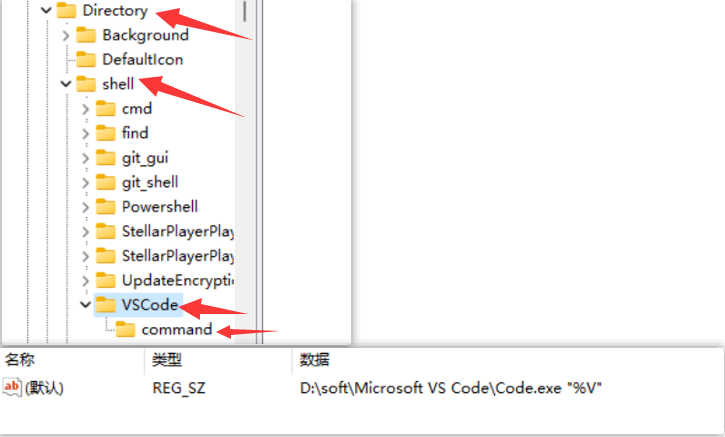 Directory
Background
DefaultIcon
shell
cmd
find
git_gui
git_shell
Powershell
StellarPlayerPlay
StellarPlayerPlay
UpdateEncryptic
VSCode
command
名称 类型 数据
ab (默认) REG_SZ D:\soft\Microsoft VS Code\Code.exe "%V"